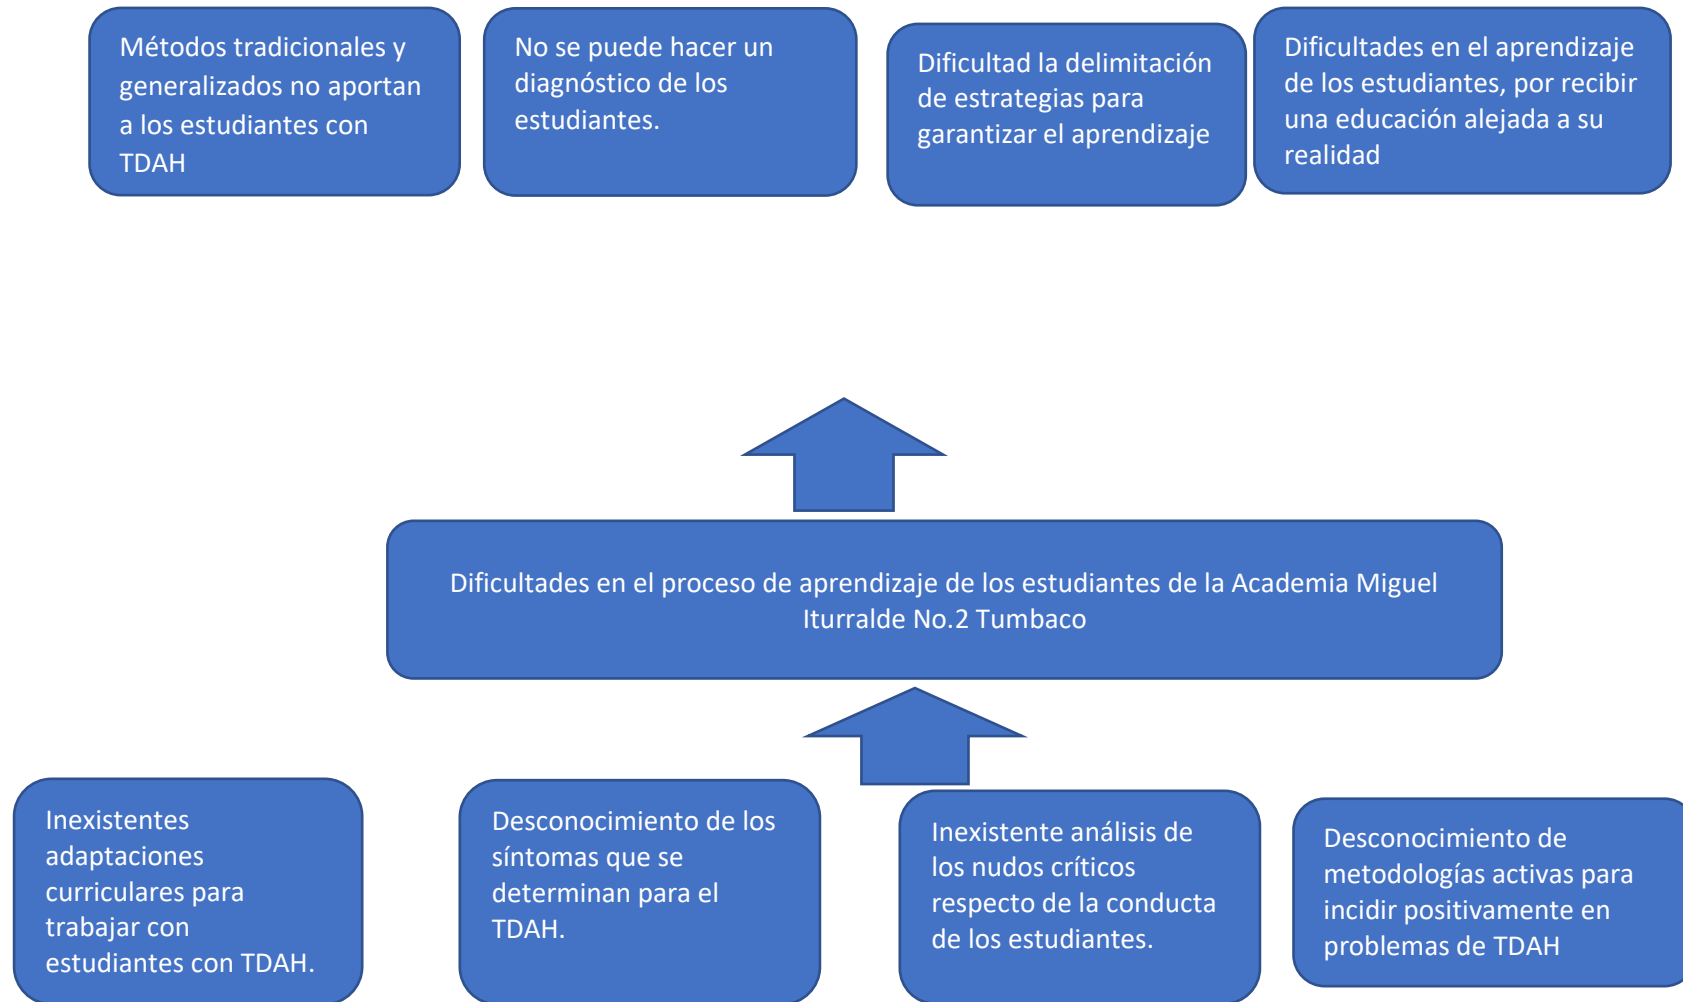 Métodos tradicionales y
generalizados no aportan
a los estudiantes con
TDAH
No se puede hacer un
diagnóstico de los
estudiantes.
Dificultad la delimitación
de estrategias para
garantizar el aprendizaje
Dificultades en el aprendizaje
de los estudiantes, por recibir
una educación alejada a su
realidad
Dificultades en el proceso de aprendizaje de los estudiantes de la Academia Miguel
Iturralde No.2 Tumbaco
Inexistentes
adaptaciones
curriculares para
trabajar con
estudiantes con TDAH.
Desconocimiento de los
síntomas que se
determinan para el
TDAH.
Inexistente análisis de
los nudos críticos
respecto de la conducta
de los estudiantes.
Desconocimiento de
metodologías activas para
incidir positivamente en
problemas de TDAH